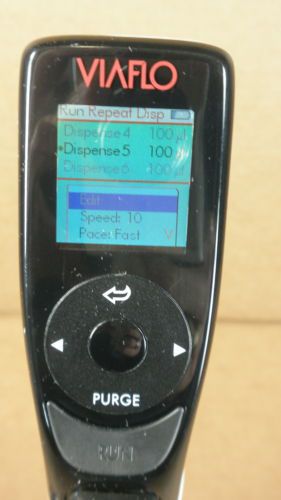 VIAFLO
Run Repeat Disp
Dispense 4 100 µl
•Dispense 5 100 µl
Dispense 6 100 µl
Edit
Speed: 10
Pace: Fast
PURGE
RUN